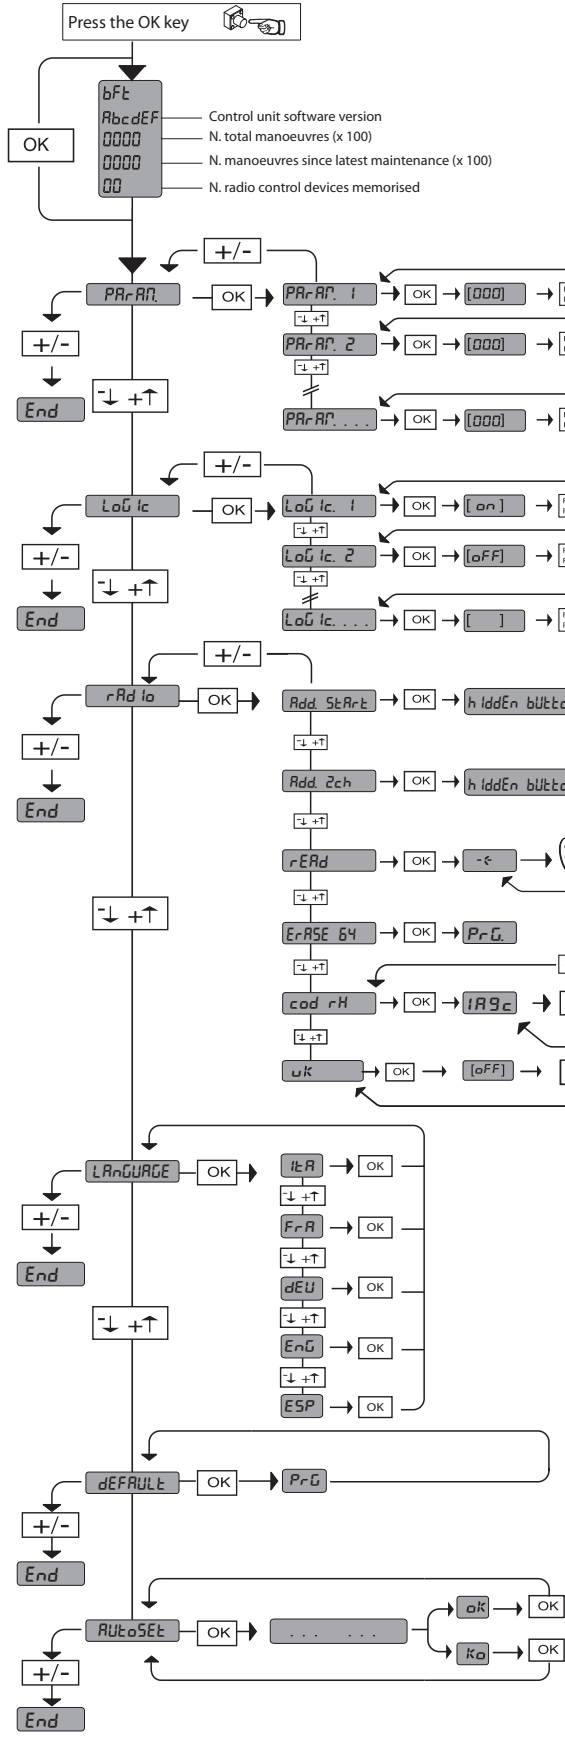 Press the OK key
bFt
AbcdEF
Control unit software version
OK
0000
N. total manoeuvres (x 100)
0000
N. manoeuvres since latest maintenance (x 100)
00
N. radio control devices memorised
+/-
PArAM.
OK
PArAM. 1
OK
[000]
-↓ +↑
+/-
PArAM. 2
OK
[000]
-↓ +↑
-↓ +↑
End
PArAM. . . .
OK
[000]
+/-
LoGIc
OK
LoGIc. 1
OK
[ on]
-↓ +↑
+/-
LoGIc. 2
OK
[oFF]
-↓ +↑
-↓ +↑
End
LoGIc. . . .
OK
[ ]
+/-
rAdIo
OK
Add. StArt
OK
hIddEn bUtto
+/-
-↓ +↑
End
Add. 2ch
OK
hIddEn bUtto
-↓ +↑
rEAd
OK
-←
-↓ +↑
-↓ +↑
ErASE 64
OK
PrG.
-↓ +↑
cod rH
OK
1A9c
-↓ +↑
uK
OK
[oFF]
LAnGUAGE
OK
ItA
OK
-↓ +↑
+/-
FrA
OK
-↓ +↑
End
dEU
OK
-↓ +↑
-↓ +↑
EnG
OK
-↓ +↑
ESP
OK
dEFAULt
OK
PrG
+/-
End
AUtoSEt
OK
... ...
oK
OK
Ko
OK
+/-
End